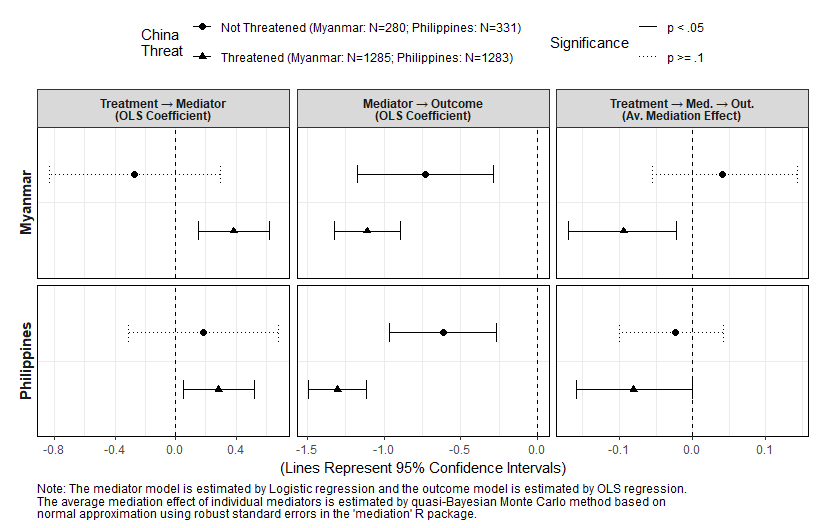 China
Threat
Not Threatened (Myanmar: N=280; Philippines: N=331)
Threatened (Myanmar: N=1285; Philippines: N=1283)
Significance
p < .05
p >= .1
Treatment → Mediator
(OLS Coefficient)
Mediator → Outcome
(OLS Coefficient)
Treatment → Med. → Out.
(Av. Mediation Effect)
Myanmar
Philippines
-0.8 -0.4 0.0 0.4
-1.5 -1.0 -0.5 0.0
-0.1 0.0 0.1
(Lines Represent 95% Confidence Intervals)
Note: The mediator model is estimated by Logistic regression and the outcome model is estimated by OLS regression.
The average mediation effect of individual mediators is estimated by quasi-Bayesian Monte Carlo method based on
normal approximation using robust standard errors in the 'mediation' R package.